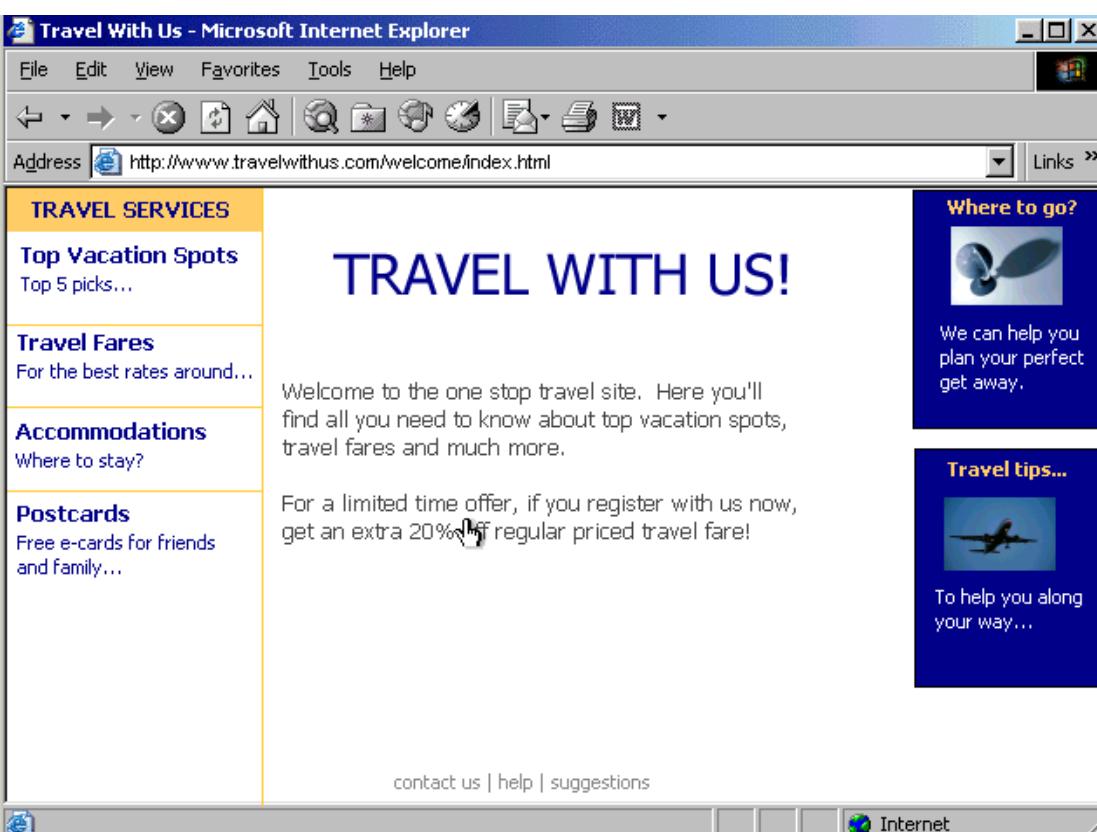 Travel With Us - Microsoft Internet Explorer
File Edit View Favorites Tools Help
Address http://www.travelwithus.com/welcome/index.html Links »
TRAVEL SERVICES
Top Vacation Spots
Top 5 picks...
Travel Fares
For the best rates around...
Accommodations
Where to stay?
Postcards
Free e-cards for friends
and family...
TRAVEL WITH US!
Welcome to the one stop travel site. Here you'll
find all you need to know about top vacation spots,
travel fares and much more.
For a limited time offer, if you register with us now,
get an extra 20% off regular priced travel fare!
contact us | help | suggestions
Where to go?
We can help you
plan your perfect
get away.
Travel tips...
To help you along
your way...
Internet